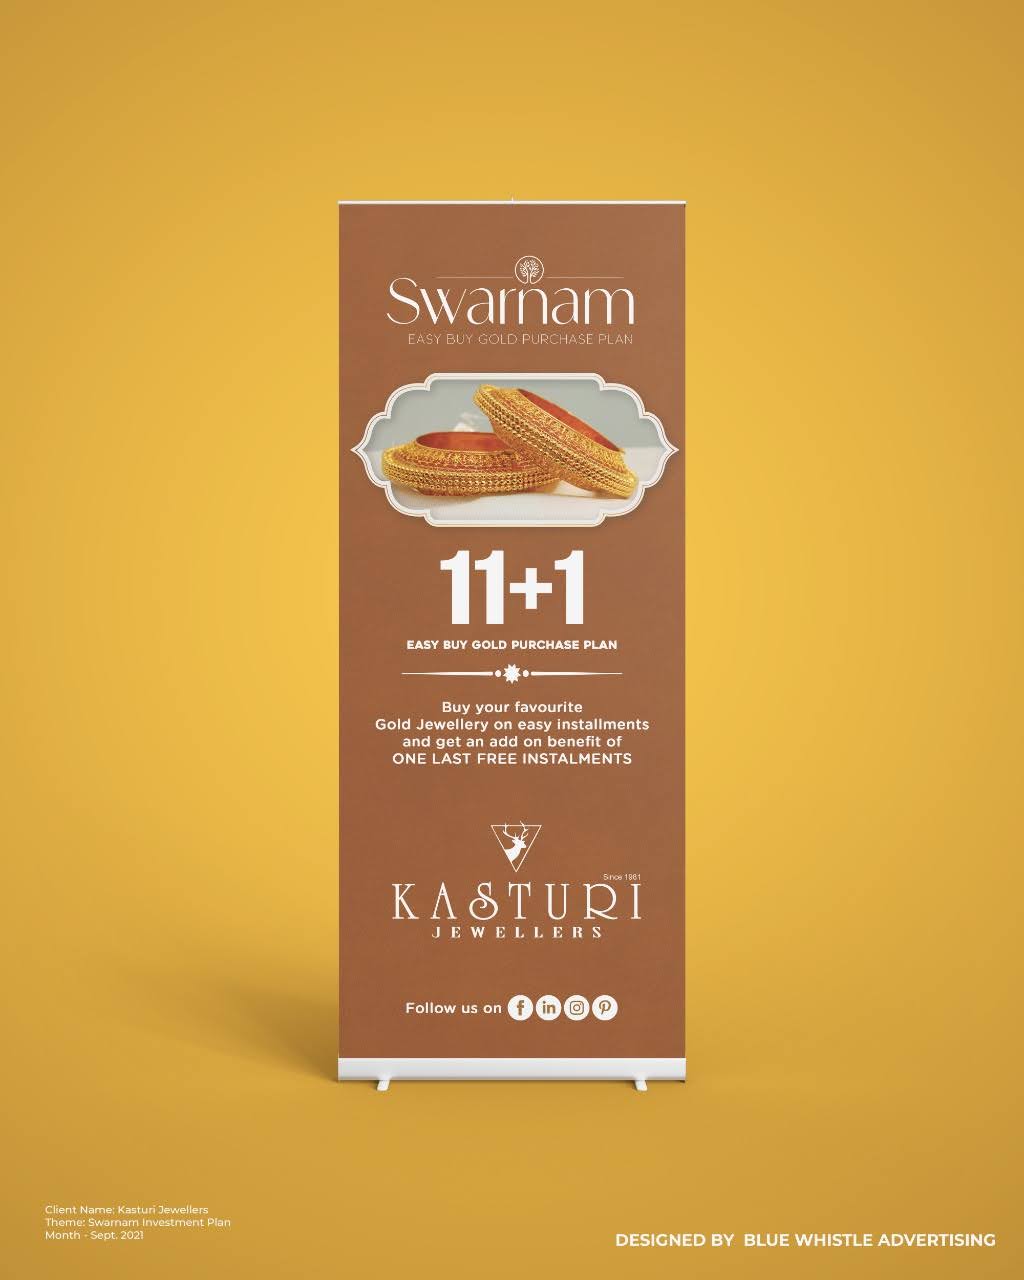 Swarnam
EASY BUY GOLD PURCHASE PLAN
11+1
EASY BUY GOLD PURCHASE PLAN
Buy your favourite
Gold Jewellery on easy installments
and get an add on benefit of
ONE LAST FREE INSTALMENTS
Since 1981
KASTURI
JEWELLERS
Follow us on
Client Name: Kasturi Jewellers
Theme: Swarnam Investment Plan
Month - Sept. 2021
DESIGNED BY BLUE WHISTLE ADVERTISING